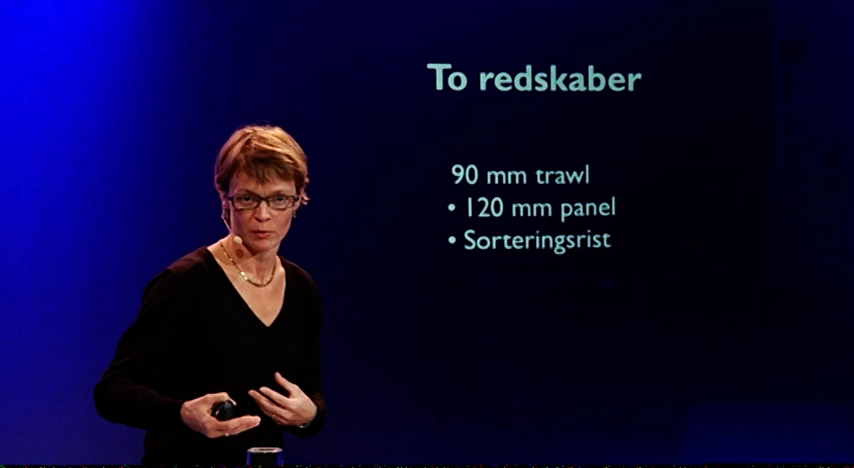 To redskaber
90 mm trawl
• 120 mm panel
• Sorteringsrist